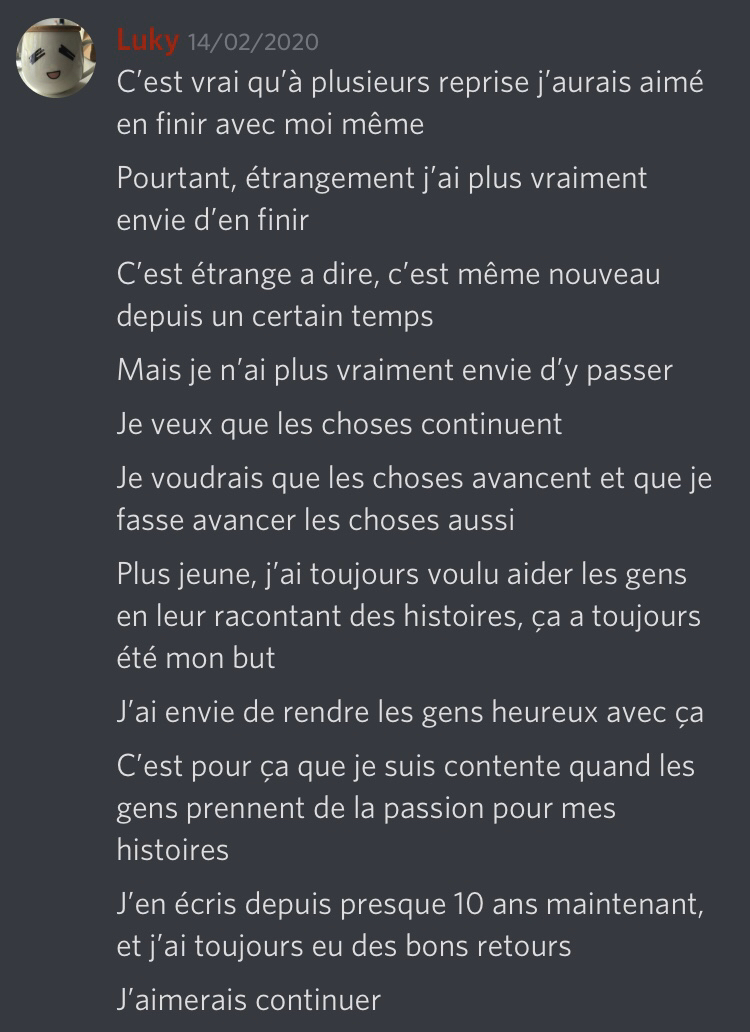 Luky 14/02/2020
C’est vrai qu’à plusieurs reprise j’aurais aimé
en finir avec moi même
Pourtant, étrangement j’ai plus vraiment
envie d’en finir
C’est étrange a dire, c’est même nouveau
depuis un certain temps
Mais je n’ai plus vraiment envie d’y passer
Je veux que les choses continuent
Je voudrais que les choses avancent et que je
fasse avancer les choses aussi
Plus jeune, j’ai toujours voulu aider les gens
en leur racontant des histoires, ça a toujours
été mon but
J’ai envie de rendre les gens heureux avec ça
C’est pour ça que je suis contente quand les
gens prennent de la passion pour mes
histoires
J’en écris depuis presque 10 ans maintenant,
et j’ai toujours eu des bons retours
J’aimerais continuer